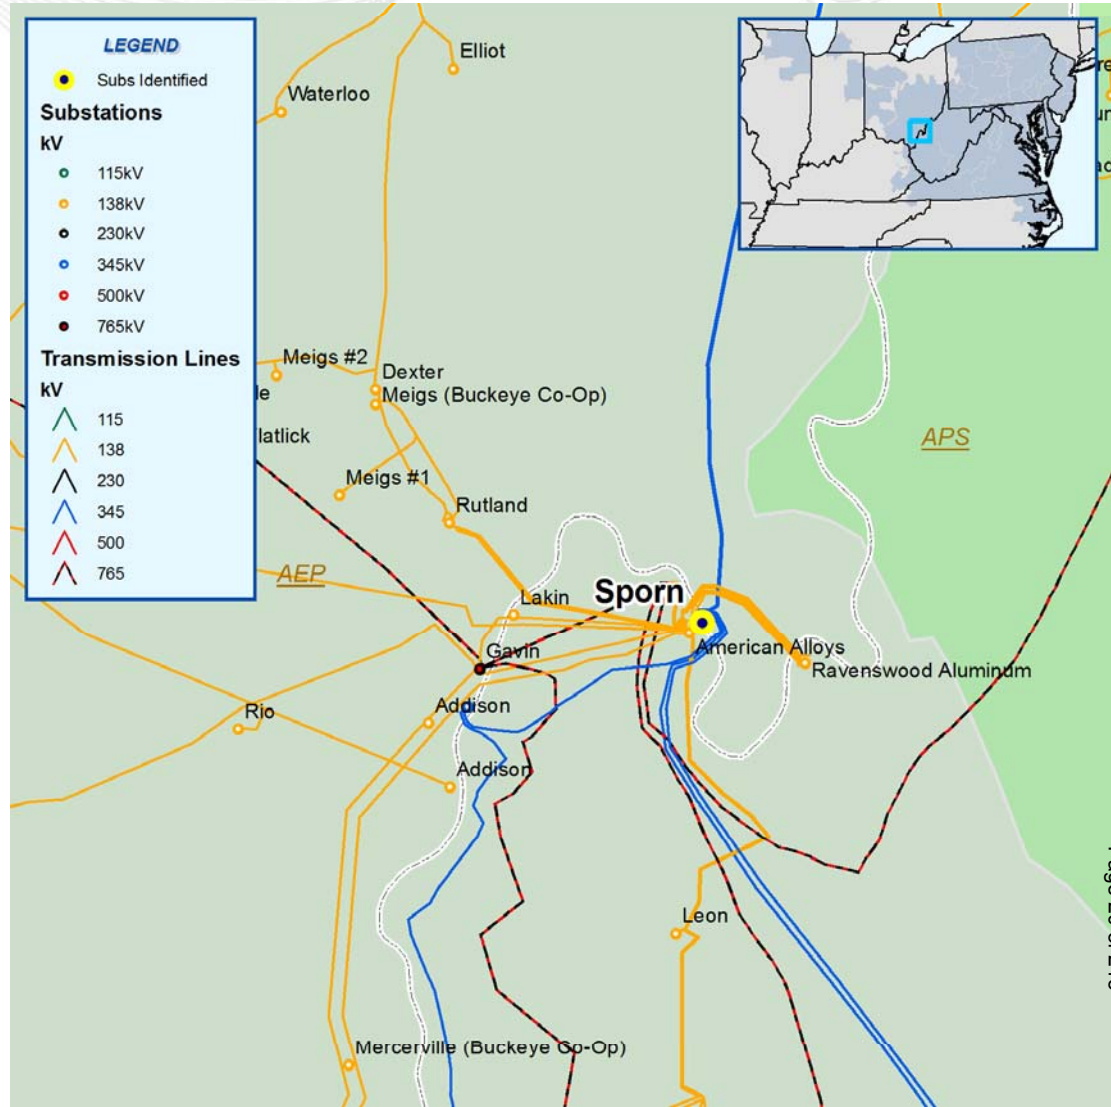 LEGEND
Subs Identified
Substations
kV
115kV
138kV
230kV
345kV
500kV
765kV
Transmission Lines
kV
115
138
230
345
500
765
Elliot
Waterloo
Meigs #2
Dexter
Meigs (Buckeye Co-Op)
latlick
APS
Meigs #1
Rutland
AEP
Sporn
Lakin
American Alloys
Gavin
Ravenswood Aluminum
Rio
Addison
Addison
Leon
Mercerville (Buckeye Co-Op)